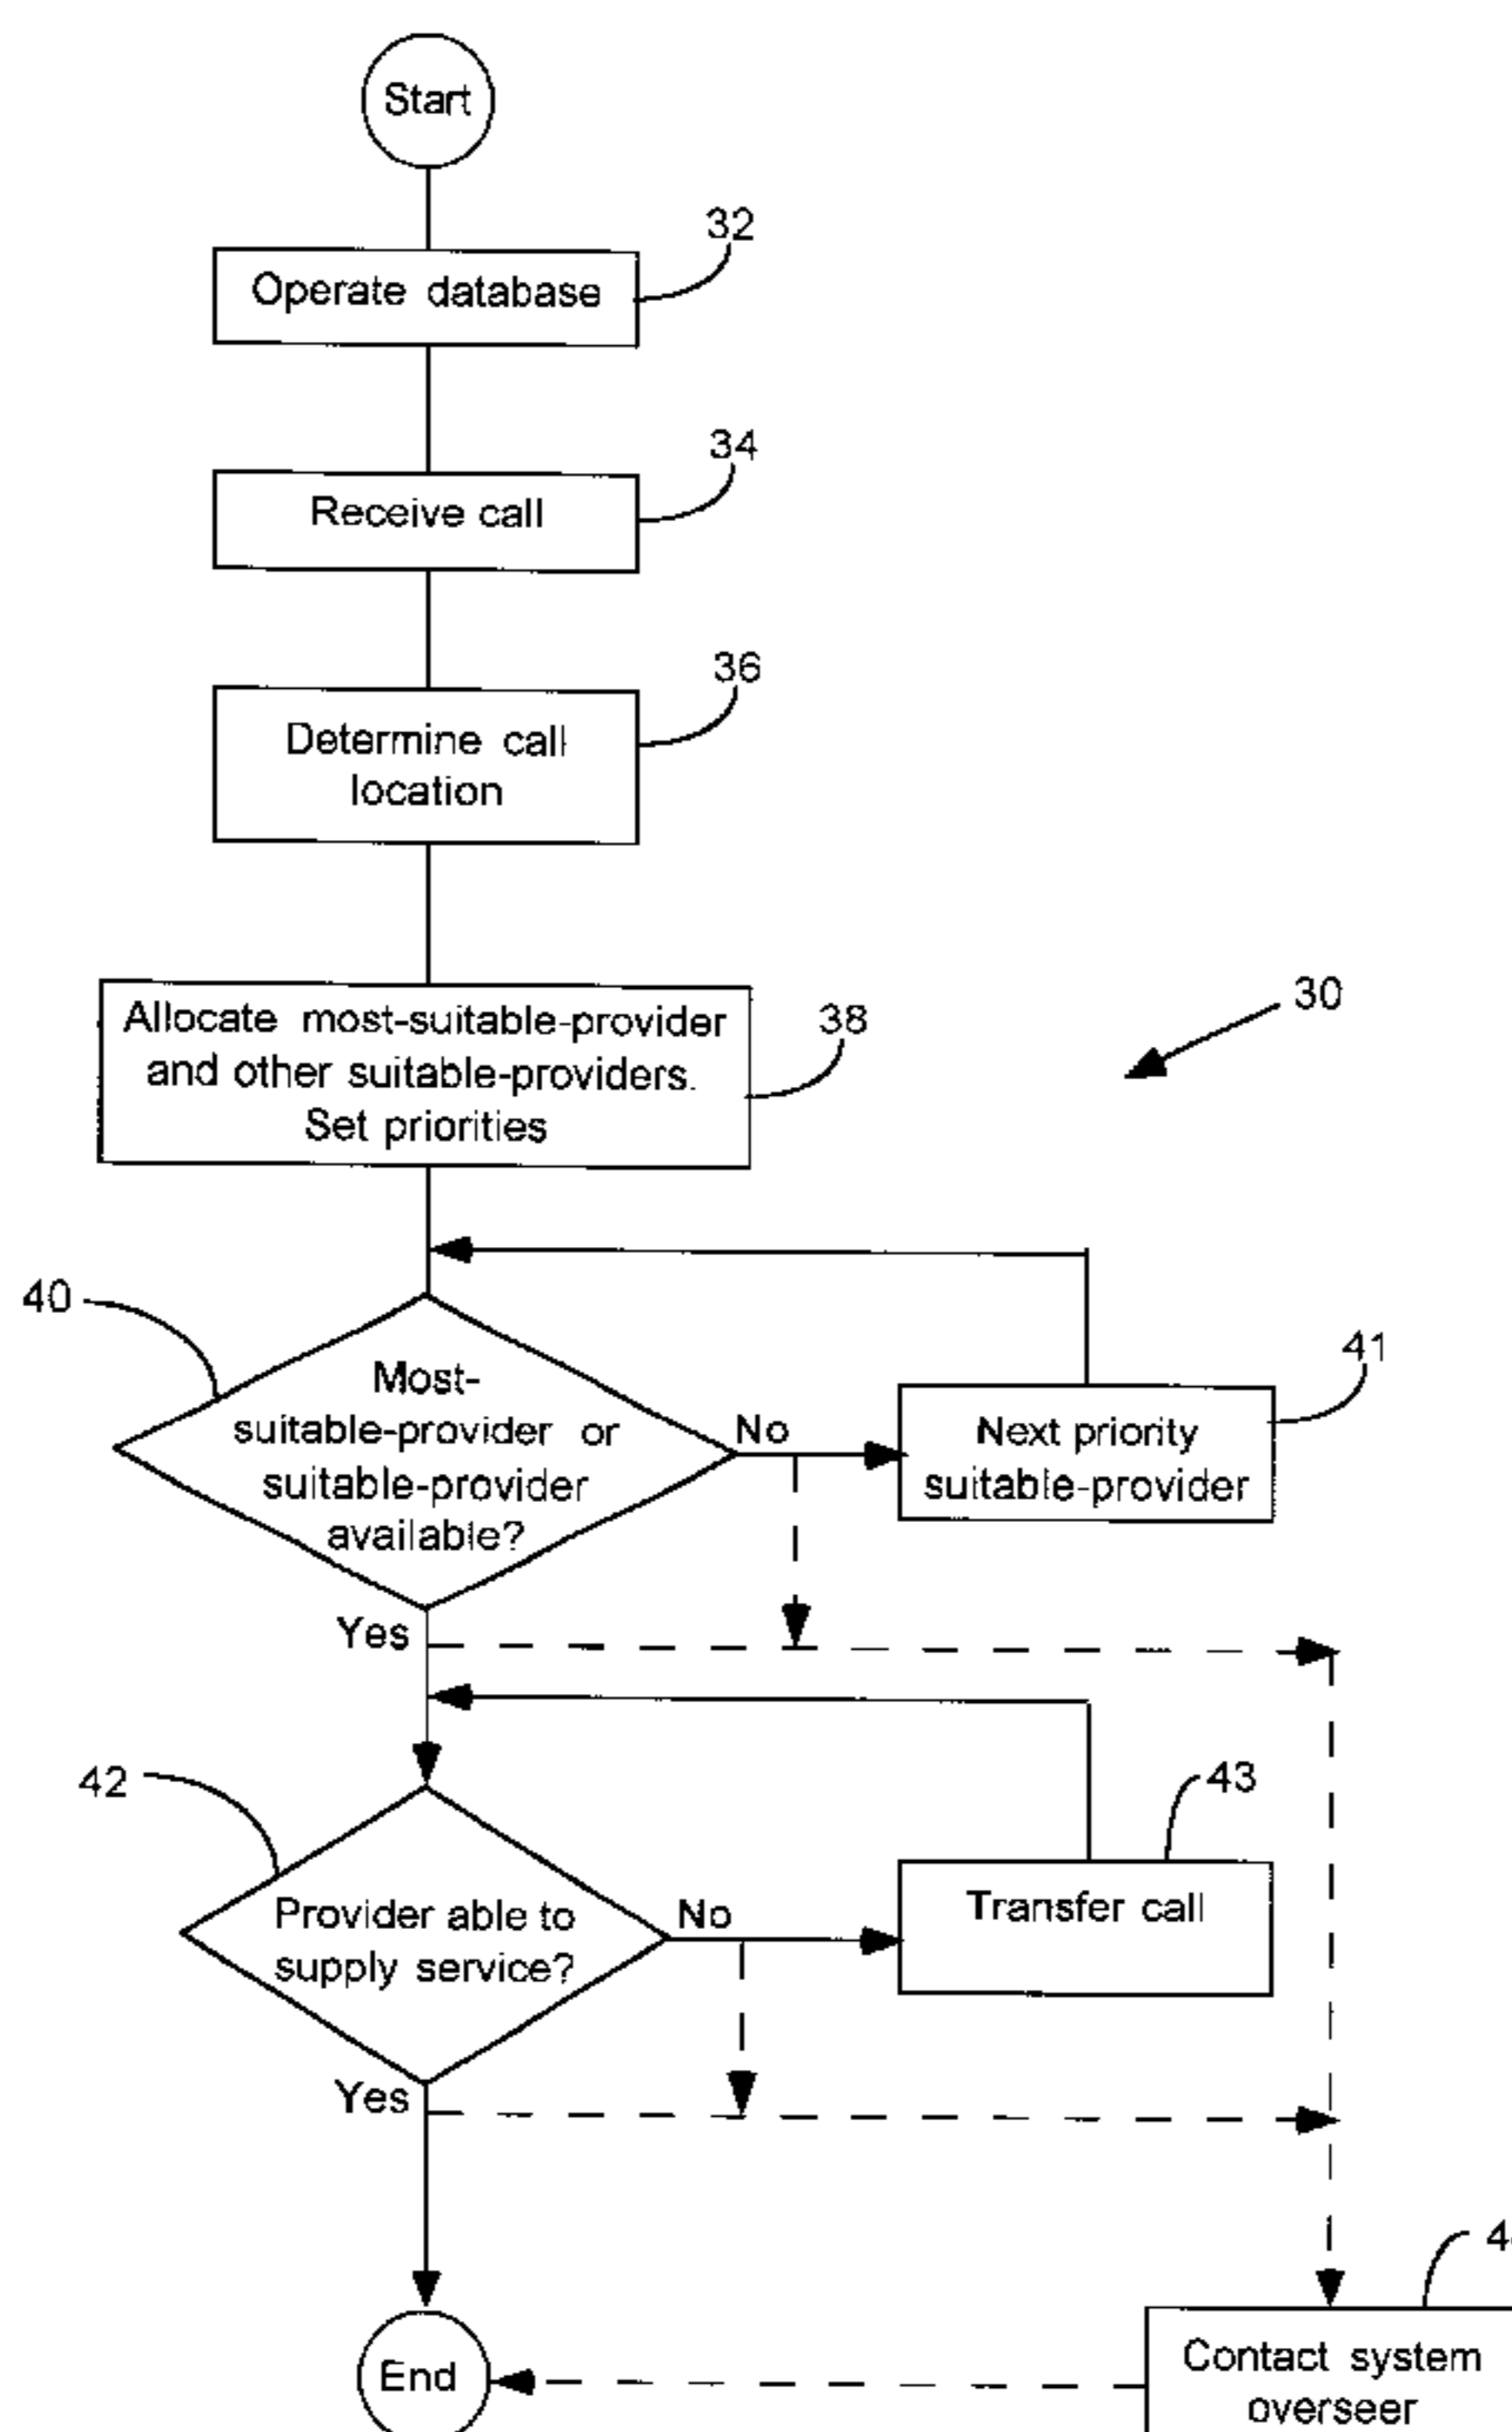 Start
32
Operate database
34
Receive call
36
Determine call
location
30
38
Allocate most-suitable-provider
and other suitable-providers.
Set priorities
40
41
Most-
suitable-provider or
suitable-provider
available?
No
Next priority
suitable-provider
Yes
42
43
Provider able to
supply service?
No
Transfer call
Yes
End
Contact system
overseer